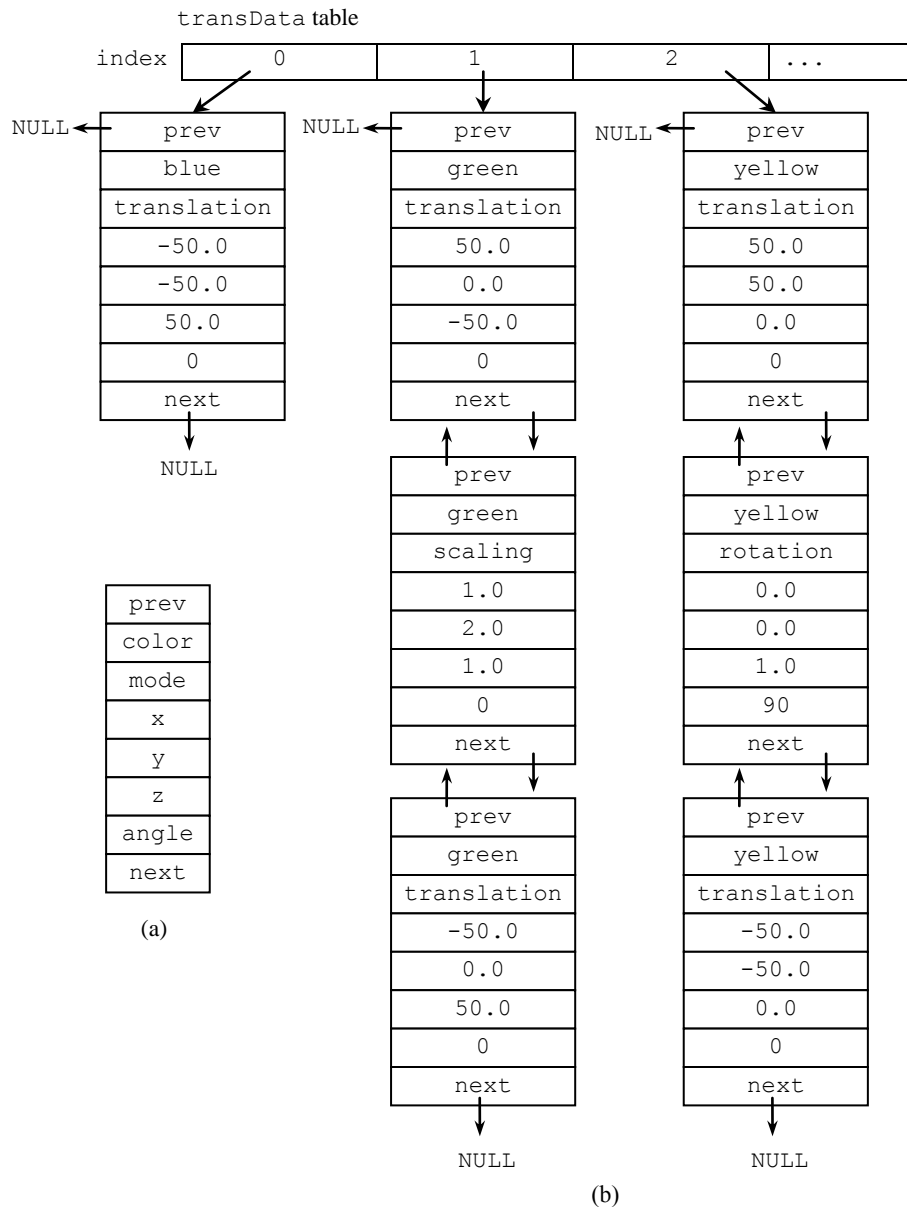 transData table
index 0 1 2 ...
NULL prev NULL prev NULL prev
blue green yellow
translation translation translation
-50.0 50.0 50.0
-50.0 0.0 50.0
50.0 -50.0 0.0
0 0 0
next next next
NULL
prev prev
green yellow
scaling rotation
1.0 0.0
2.0 0.0
1.0 1.0
0 90
next next
prev
color
mode
x
y
z
angle
next
(a)
prev prev
green yellow
translation translation
-50.0 -50.0
0.0 -50.0
50.0 0.0
0 0
next next
NULL NULL
(b)